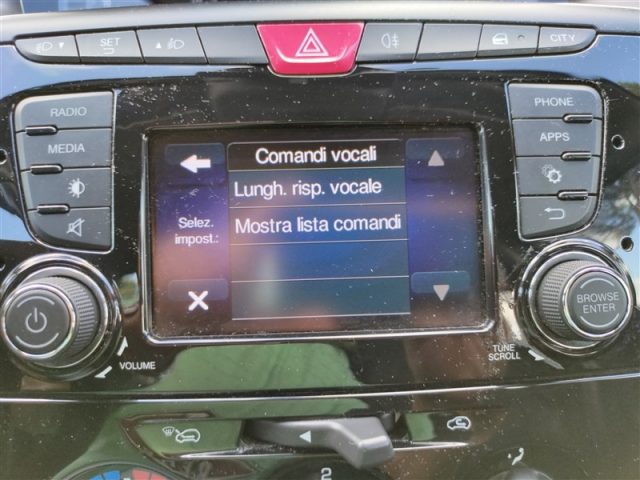 SET
CITY
RADIO
MEDIA
PHONE
APPS
Comandi vocali
Lungh. risp. vocale
Mostra lista comandi
Selez.
impost.:
VOLUME
BROWSE
ENTER
TUNE
SCROLL
2